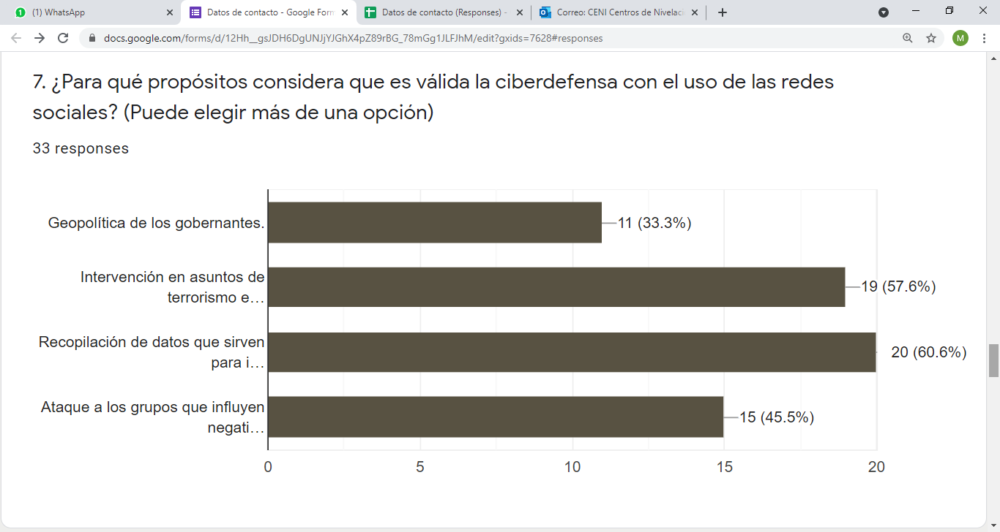 1 (1) WhatsApp
Datos de contacto - Google Form
Datos de contacto (Responses) -
Correo: CENI Centros de Nivelaci
docs.google.com/forms/d/12Hh__gsJDH6DgUNJjYJGhX4pZ89rBG_78mGg1JLFJhM/edit?gxids=7628#responses
M
7. ¿Para qué propósitos considera que es válida la ciberdefensa con el uso de las redes
sociales? (Puede elegir más de una opción)
33 responses
Geopolítica de los gobernantes.
11 (33.3%)
Intervención en asuntos de
terrorismo e…
19 (57.6%)
Recopilación de datos que sirven
para i…
20 (60.6%)
Ataque a los grupos que influyen
negati…
15 (45.5%)
0 5 10 15 20